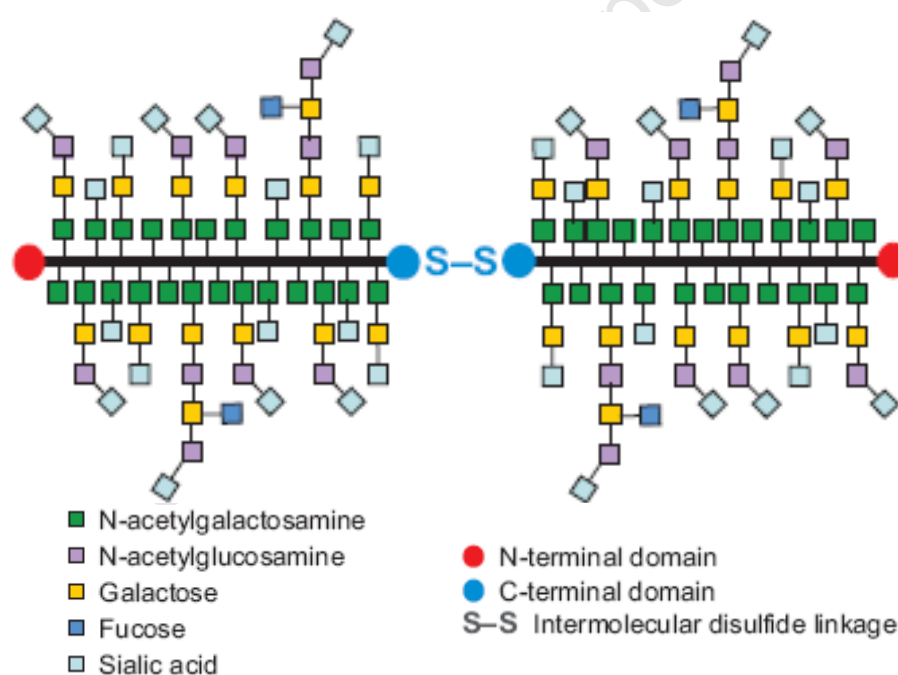 S–S
N-acetylgalactosamine
N-acetylglucosamine
Galactose
Fucose
Sialic acid
N-terminal domain
C-terminal domain
S–S Intermolecular disulfide linkage